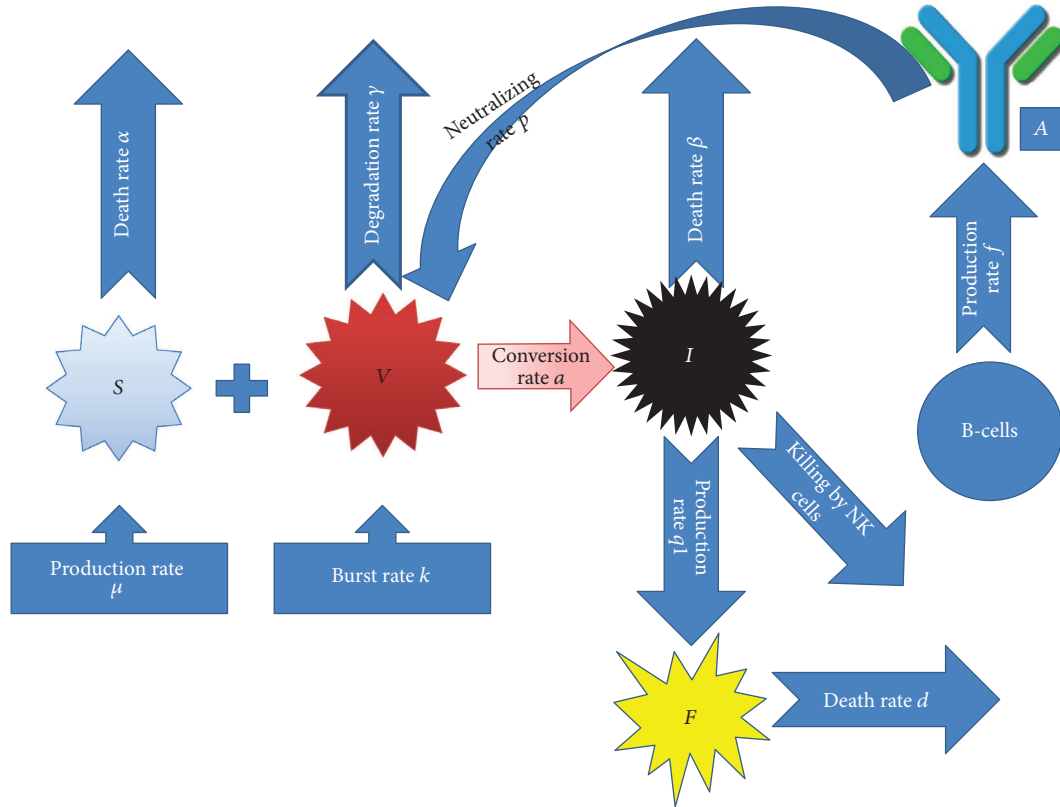 Death rate α
Degradation rate γ
Neutralizing
rate p
Death rate β
A
Production
rate f
S
V
Conversion
rate a
I
B-cells
Killing by NK
cells
Production
rate q1
Production rate
μ
Burst rate k
F
Death rate d